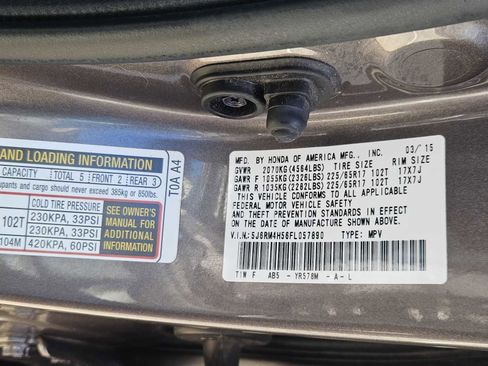 AND LOADING INFORMATION
CAPACITY TOTAL 5 FRONT 2 REAR 3
upants and cargo should never exceed 385kg or 850lbs.
COLD TIRE PRESSURE
102T 230KPA, 33PSI
230KPA, 33PSI
04M 420KPA, 60PSI
SEE OWNER'S
MANUAL FOR
ADDITIONAL
INFORMATION
T0A A4
MFD. BY HONDA OF AMERICA MFG., INC. 03/15
GVWR 2070KG(4564LBS) TIRE SIZE RIM SIZE
GAWR F 1055KG(2326LBS) 225/65R17 102T 17X7J
GAWR R 1035KG(2282LBS) 225/65R17 102T 17X7J
THIS VEHICLE CONFORMS TO ALL APPLICABLE
FEDERAL MOTOR VEHICLE SAFETY
AND THEFT PREVENTION STANDARDS IN EFFECT
ON THE DATE OF MANUFACTURE SHOWN ABOVE.
V.I.N.:5J6RM4H56FL057890 TYPE: MPV
TIW F AB5 -YR578M -A-L